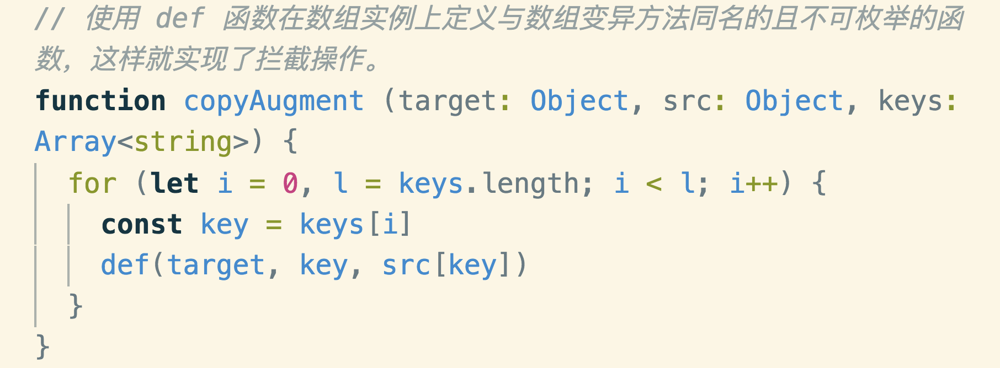 // 使用 def 函数在数组实例上定义与数组变异方法同名的且不可枚举的函
数，这样就实现了拦截操作。
function copyAugment (target: Object, src: Object, keys:
Array<string>) {
  for (let i = 0, l = keys.length; i < l; i++) {
    const key = keys[i]
    def(target, key, src[key])
  }
}